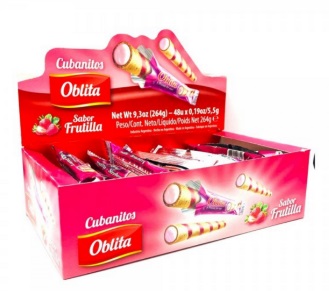 Cubanitos
Oblita
Sabor
Frutilla
Net Wt 9,3oz (264g) – 48u x 0,19oz/5,5g
Peso/Cont. Neto/Líquido/Poids Net 264g e
Cubanitos
Oblita
Sabor
Frutilla